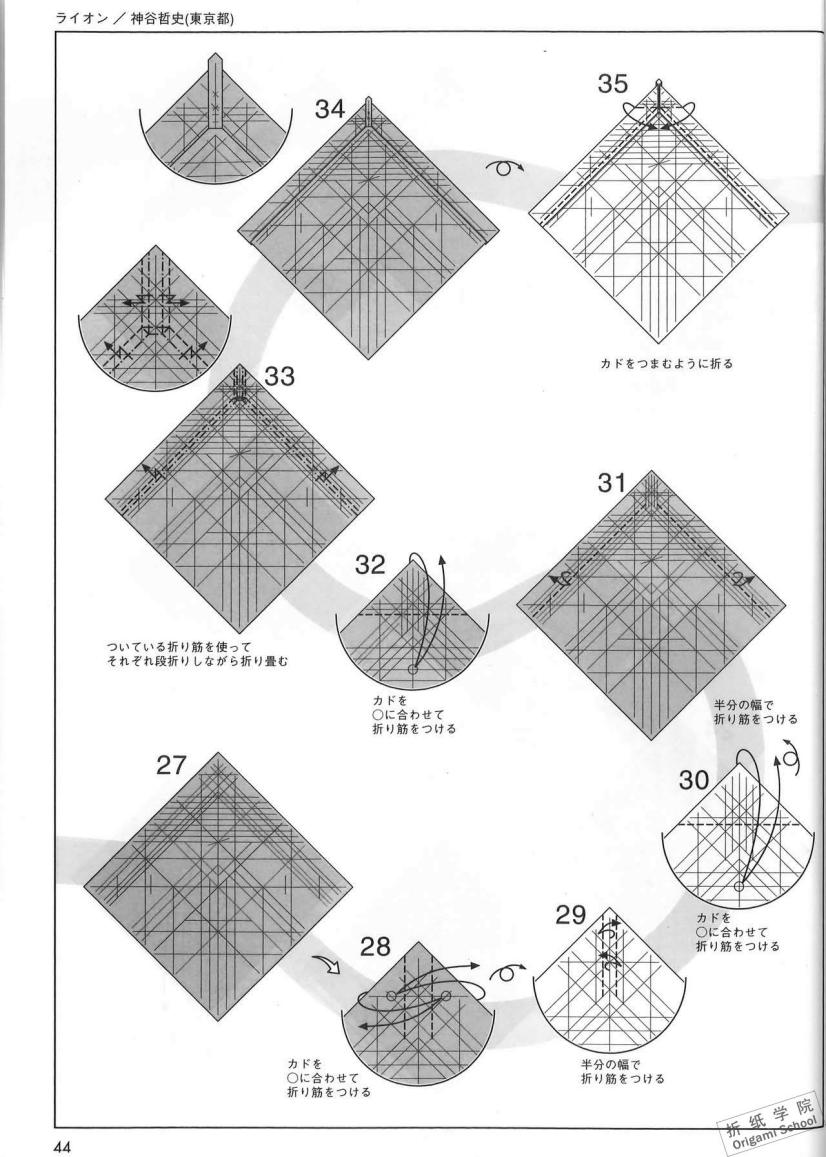 ライオン ／ 神谷哲史(東京都)
34
35
カドをつまむように折る
33
ついている折り筋を使って
それぞれ段折りしながら折り畳む
32
カドを
○に合わせて
折り筋をつける
31
半分の幅で
折り筋をつける
30
カドを
○に合わせて
折り筋をつける
27
28
カドを
○に合わせて
折り筋をつける
29
半分の幅で
折り筋をつける
折纸学院
Origami School
44